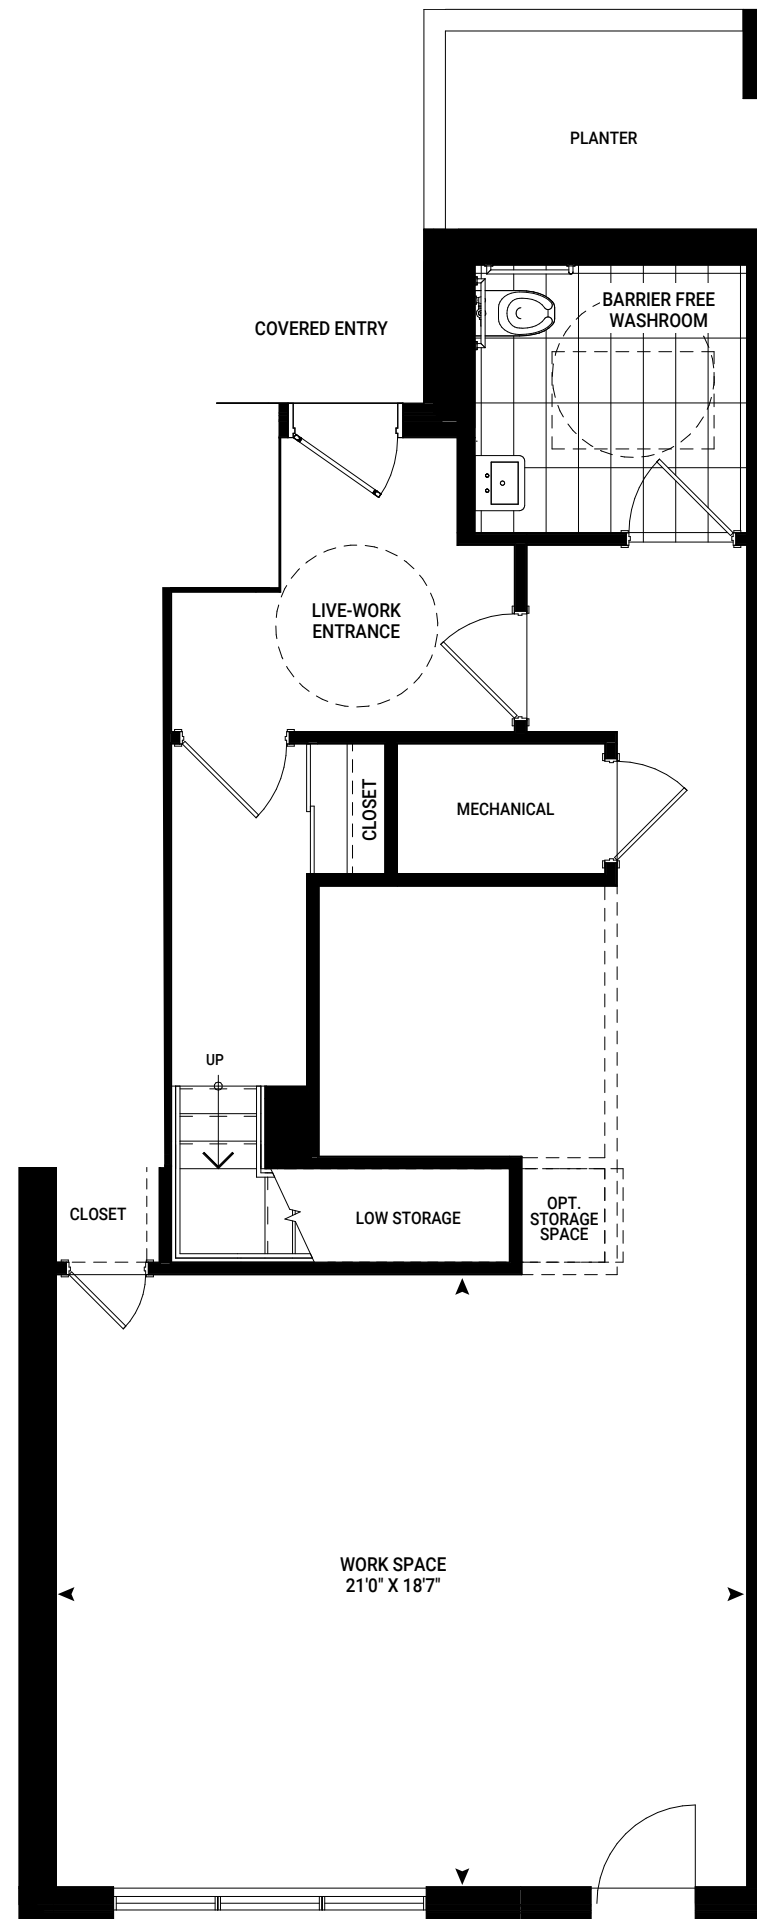 PLANTER
BARRIER FREE
WASHROOM
COVERED ENTRY
LIVE-WORK
ENTRANCE
CLOSET
MECHANICAL
UP
CLOSET
LOW STORAGE
OPT.
STORAGE
SPACE
WORK SPACE
21'0" X 18'7"